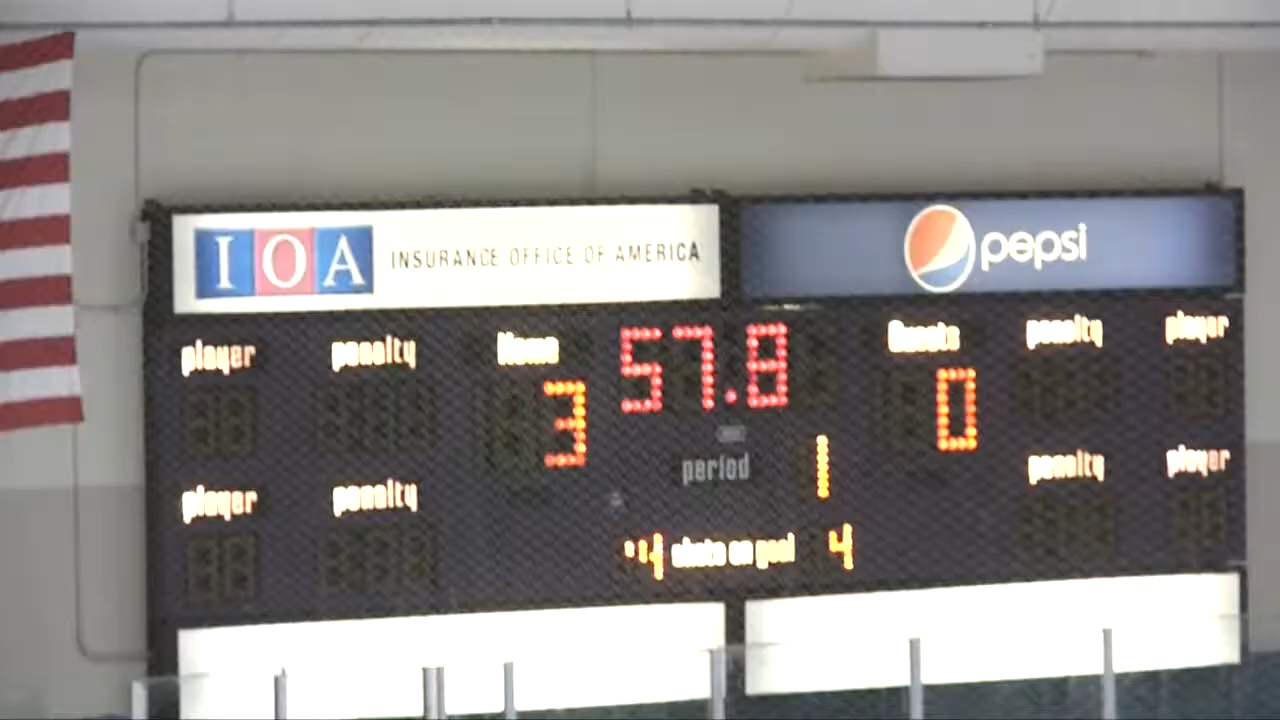 IOA INSURANCE OFFICE OF AMERICA
pepsi
player penalty Home 57.8 Guests penalty player
3 0
period 1
player penalty penalty player
shots on goal 4